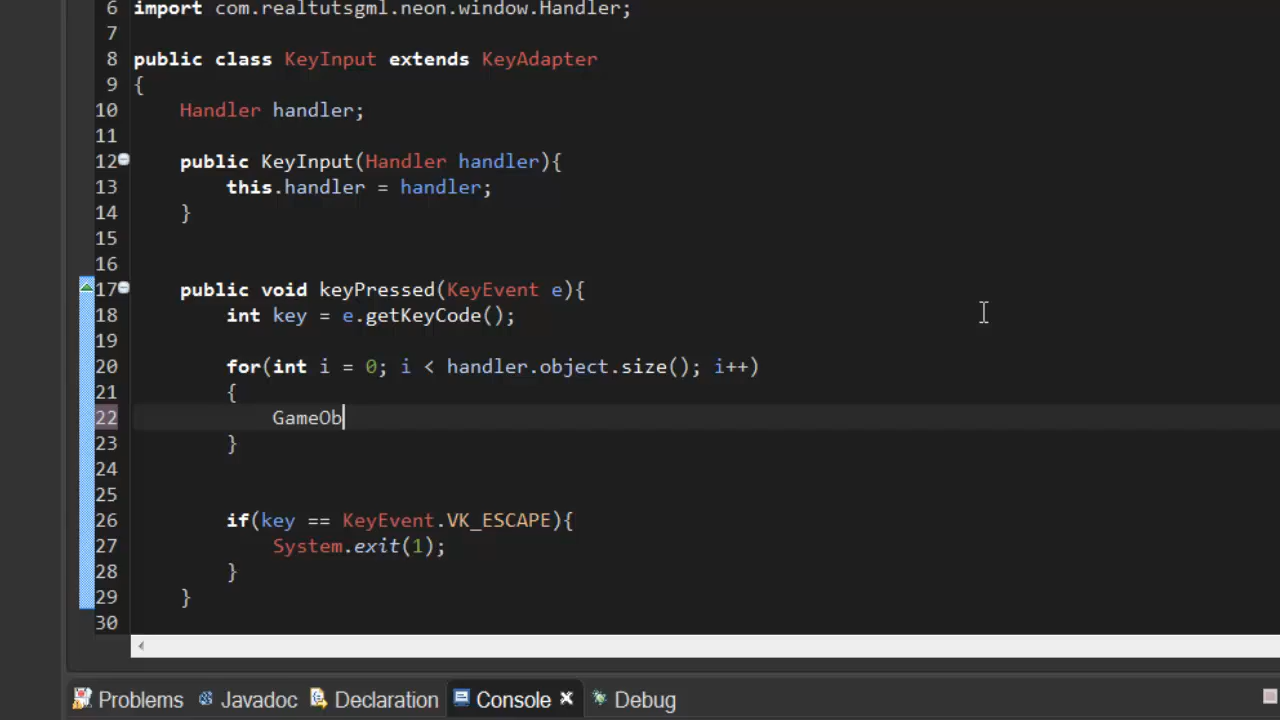 6 import com.realtutsgml.neon.window.Handler;
7
8 public class KeyInput extends KeyAdapter
9 {
10 Handler handler;
11
12 public KeyInput(Handler handler){
13 this.handler = handler;
14 }
15
16
17 public void keyPressed(KeyEvent e){
18 int key = e.getKeyCode();
19
20 for(int i = 0; i < handler.object.size(); i++)
21 {
22 GameOb
23 }
24
25
26 if(key == KeyEvent.VK_ESCAPE){
27 System.exit(1);
28 }
29 }
30
Problems Javadoc Declaration Console Debug